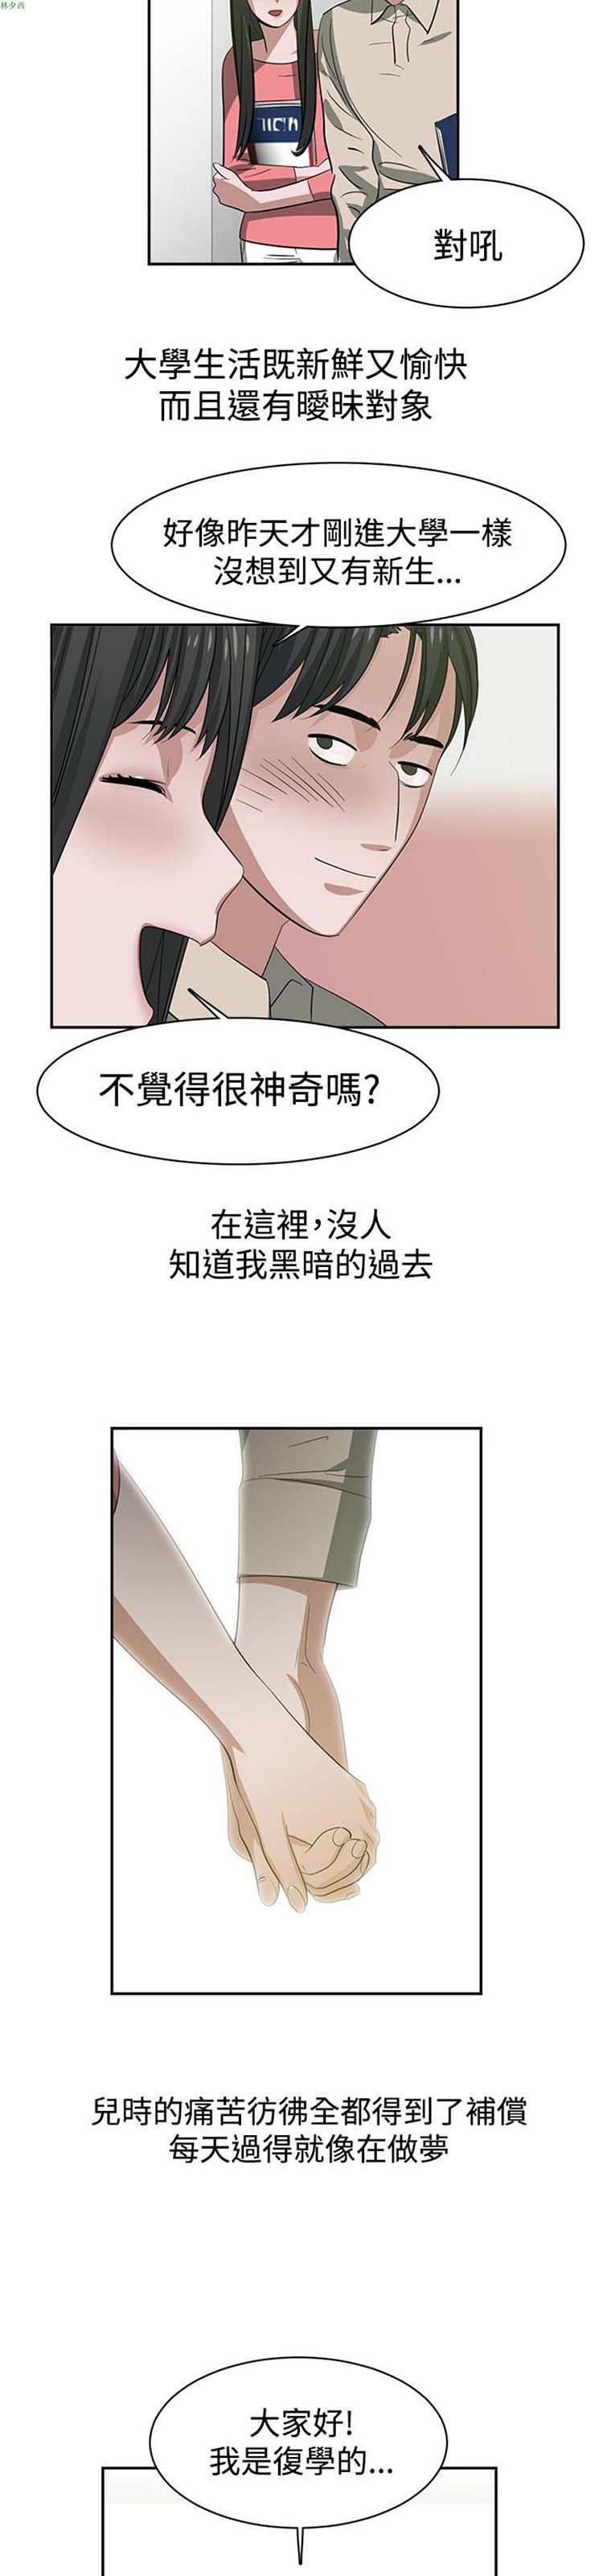 林夕西
對吼
大學生活既新鮮又愉快
而且還有曖昧對象
好像昨天才剛進大學一樣
沒想到又有新生...
不覺得很神奇嗎?
在這裡,沒人
知道我黑暗的過去
兒時的痛苦彷彿全都得到了補償
每天過得就像在做夢
大家好!
我是復學的...